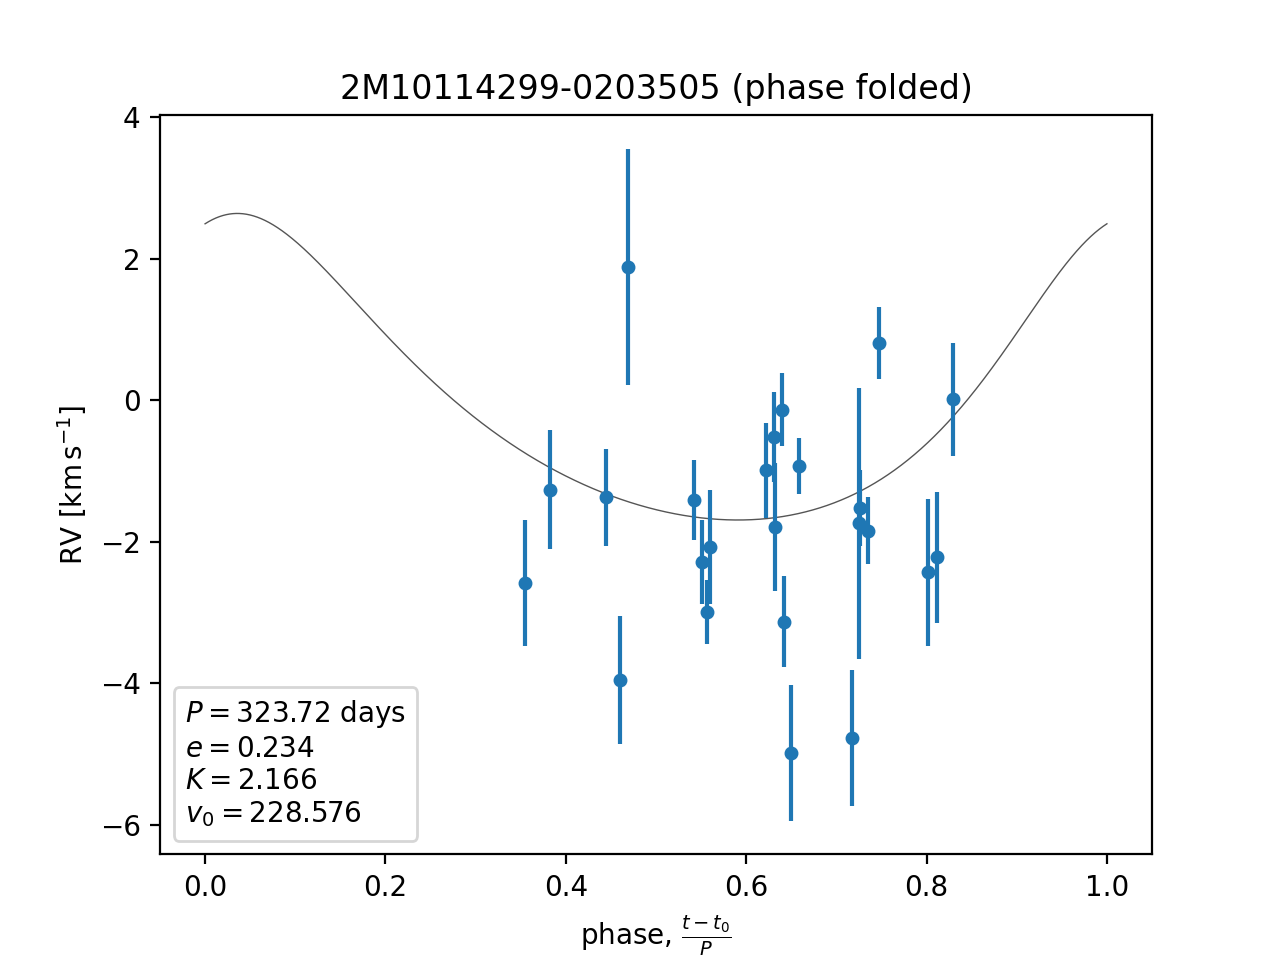 2M10114299-0203505 (phase folded)
4
2
0
−2
−4
−6
RV [km s⁻¹]
P = 323.72 days
e = 0.234
K = 2.166
v₀ = 228.576
0.0 0.2 0.4 0.6 0.8 1.0
phase, (t − t₀)/P